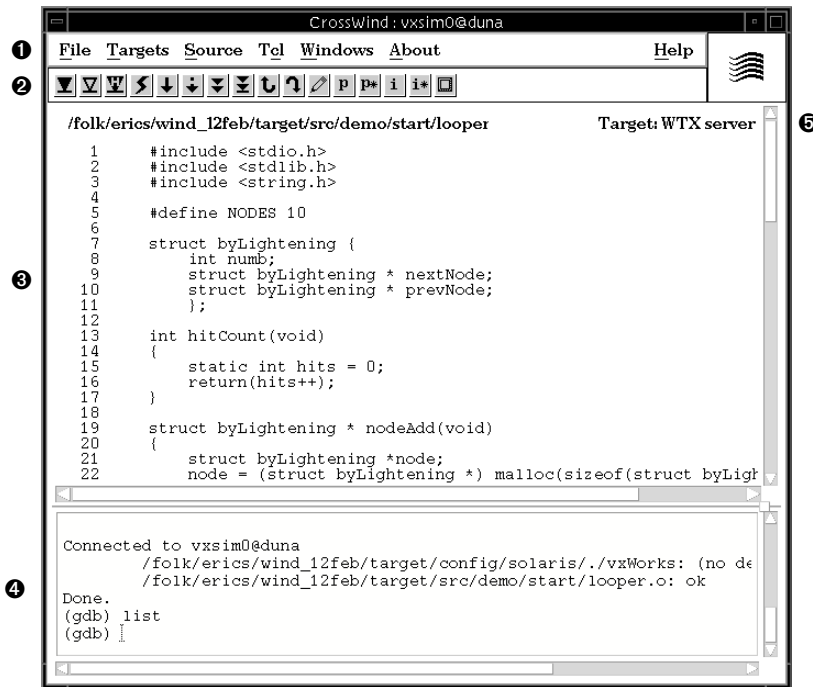 CrossWind : vxsim0@duna
❶ File Targets Source Tcl Windows About Help
❷ p p* i i*
/folk/erics/wind_12feb/target/src/demo/start/looper Target: WTX server ❺
1 #include <stdio.h>
2 #include <stdlib.h>
3 #include <string.h>
4
5 #define NODES 10
6
7 struct byLightening {
8 int numb;
9 struct byLightening * nextNode;
❸
10 struct byLightening * prevNode;
11 };
12
13 int hitCount(void)
14 {
15 static int hits = 0;
16 return(hits++);
17 }
18
19 struct byLightening * nodeAdd(void)
20 {
21 struct byLightening *node;
22 node = (struct byLightening *) malloc(sizeof(struct byLigh
Connected to vxsim0@duna
/folk/erics/wind_12feb/target/config/solaris/./vxWorks: (no de
/folk/erics/wind_12feb/target/src/demo/start/looper.o: ok
❹
Done.
(gdb) list
(gdb)